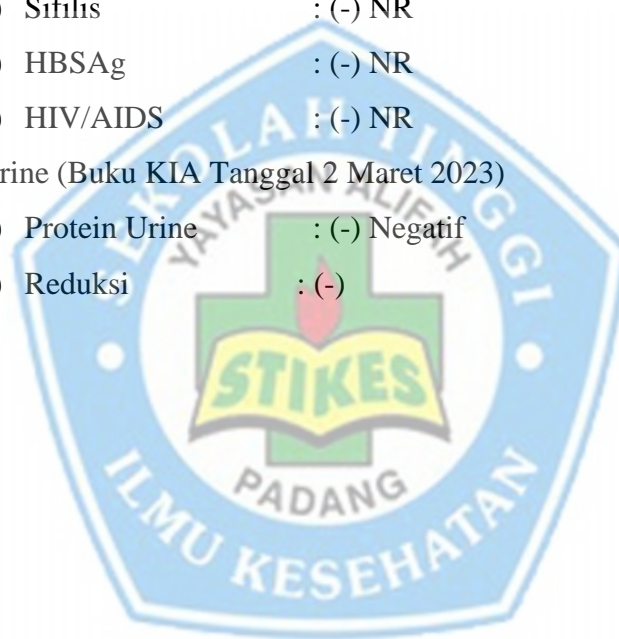 ) Sifilis : (-) NR
) HBSAg : (-) NR
) HIV/AIDS : (-) NR
rine (Buku KIA Tanggal 2 Maret 2023)
) Protein Urine : (-) Negatif
) Reduksi : (-)
SEKOLAH TINGGI
YAYASAN ALIFAH
STIKES
PADANG
ILMU KESEHATAN